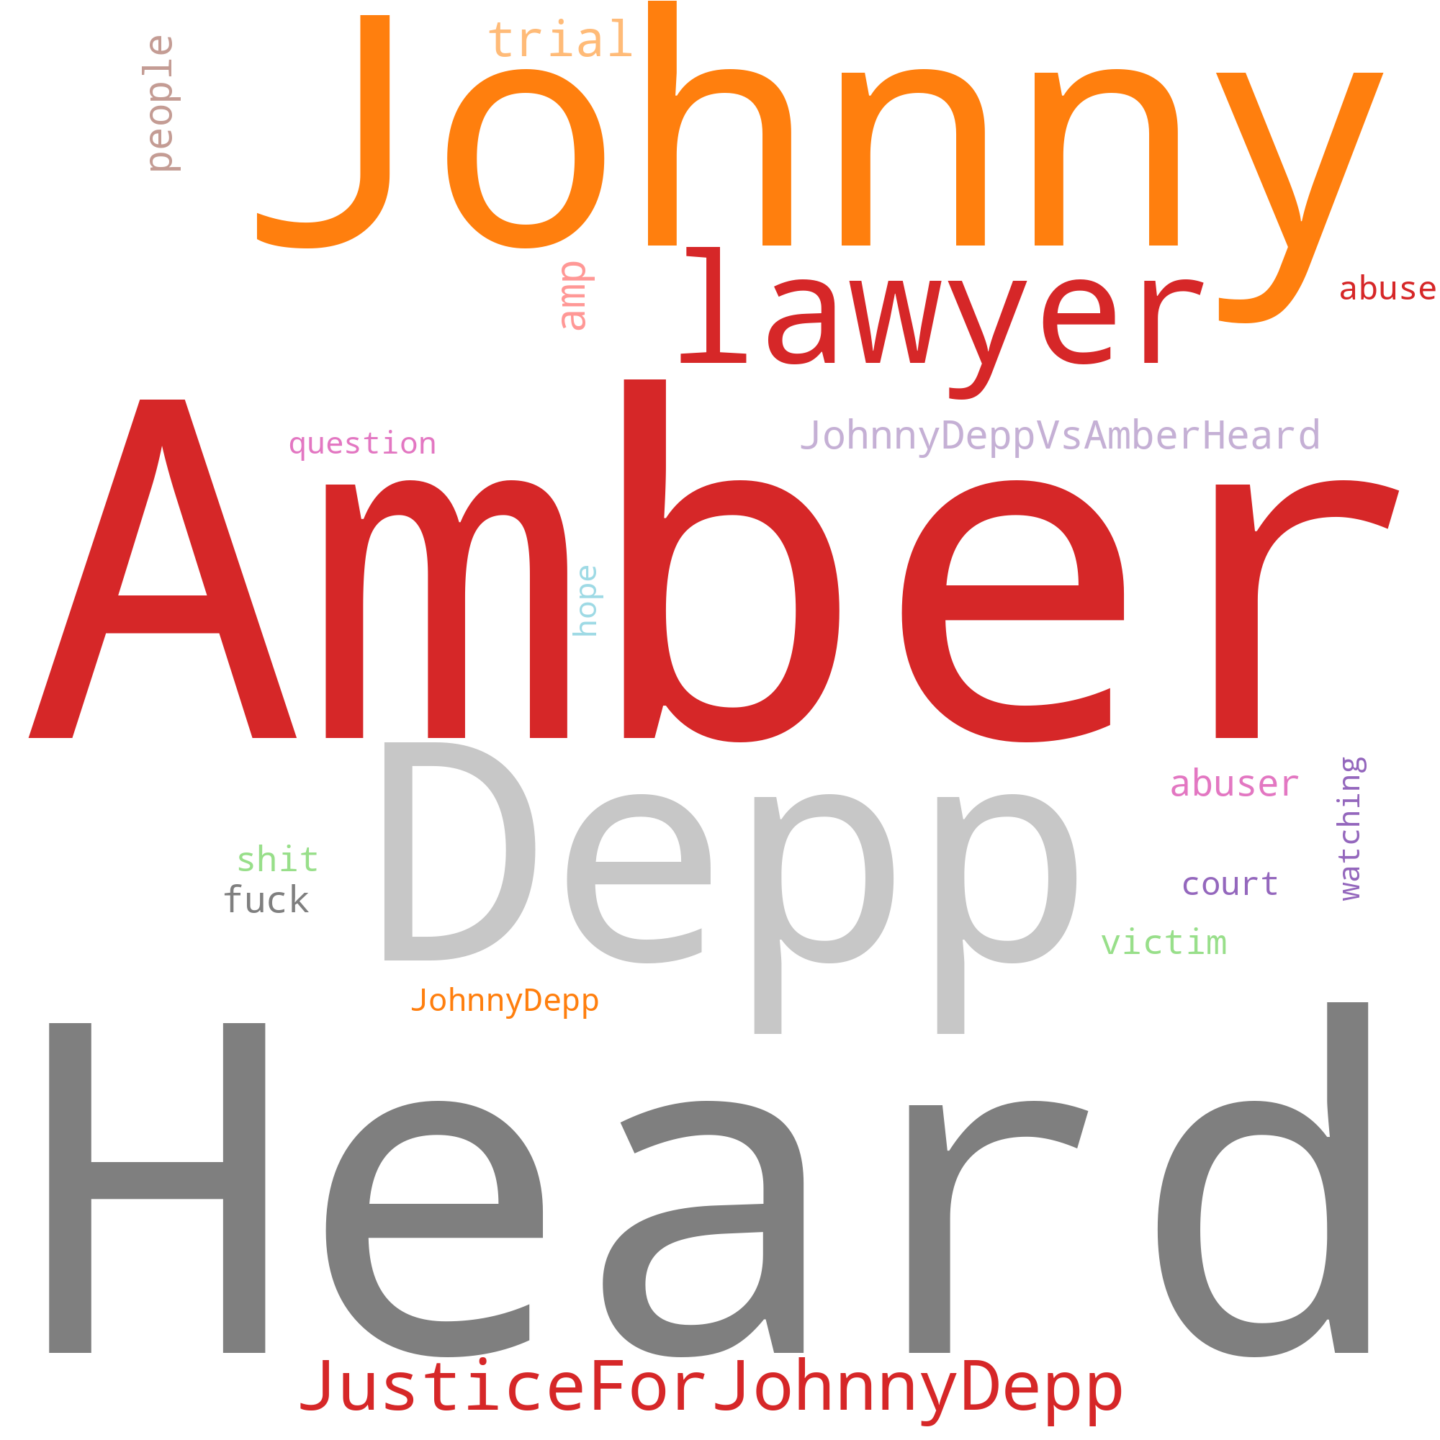 people
trial
Johnny
amp
lawyer
abuse
question
JohnnyDeppVsAmberHeard
Amber
hope
Depp
abuser
watching
shit
fuck
court
victim
JohnnyDepp
Heard
JusticeForJohnnyDepp